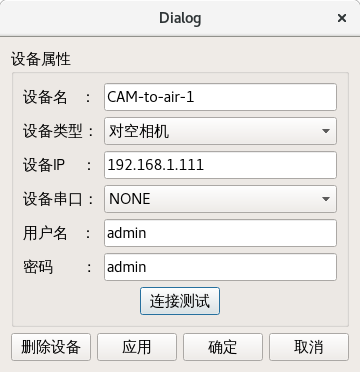 Dialog ×
设备属性
设备名 ： CAM-to-air-1
设备类型： 对空相机
设备IP ： 192.168.1.111
设备串口： NONE
用户名 ： admin
密码 ： admin
连接测试
删除设备 应用 确定 取消